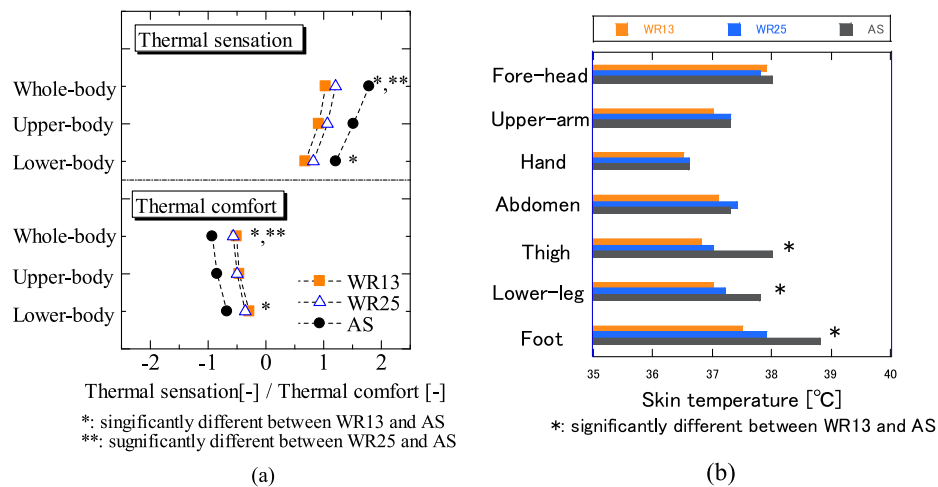 (a)
Thermal sensation
Whole-body
*,**
Upper-body
Lower-body
*
Thermal comfort
Whole-body
*,**
Upper-body
WR13
WR25
Lower-body
*
AS
-2 -1 0 1 2
Thermal sensation[-] / Thermal comfort [-]
*: singificantly different between WR13 and AS
**: sugnificantly different between WR25 and AS
(a)
(b)
WR13 WR25 AS
Fore-head
Upper-arm
Hand
Abdomen
Thigh *
Lower-leg *
Foot *
35 36 37 38 39 40
Skin temperature [℃]
*: significantly different between WR13 and AS
(b)